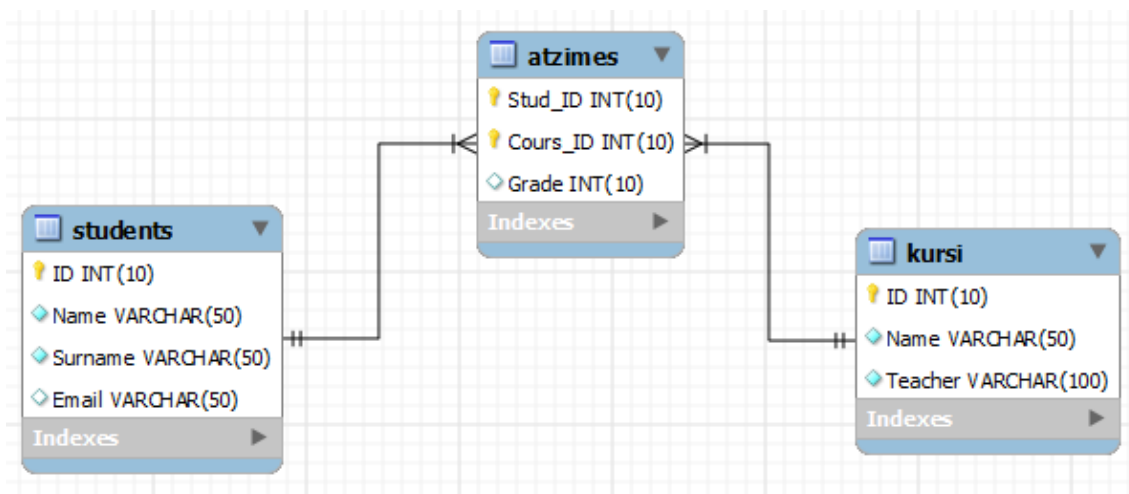 atzimes
Stud_ID INT(10)
Cours_ID INT(10)
Grade INT(10)
Indexes
students
ID INT(10)
Name VARCHAR(50)
Surname VARCHAR(50)
Email VARCHAR(50)
Indexes
kursi
ID INT(10)
Name VARCHAR(50)
Teacher VARCHAR(100)
Indexes